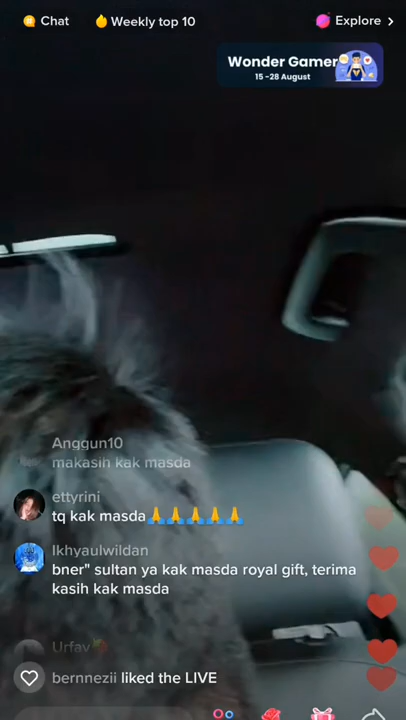 Chat
Weekly top 10
Explore
Wonder Gamer
15 -28 August
Anggun10
makasih kak masda
ettyrini
tq kak masda🙏🙏🙏🙏🙏
Ikhyaulwildan
bner" sultan ya kak masda royal gift, terima
kasih kak masda
Urfav🍓
bernnezii liked the LIVE